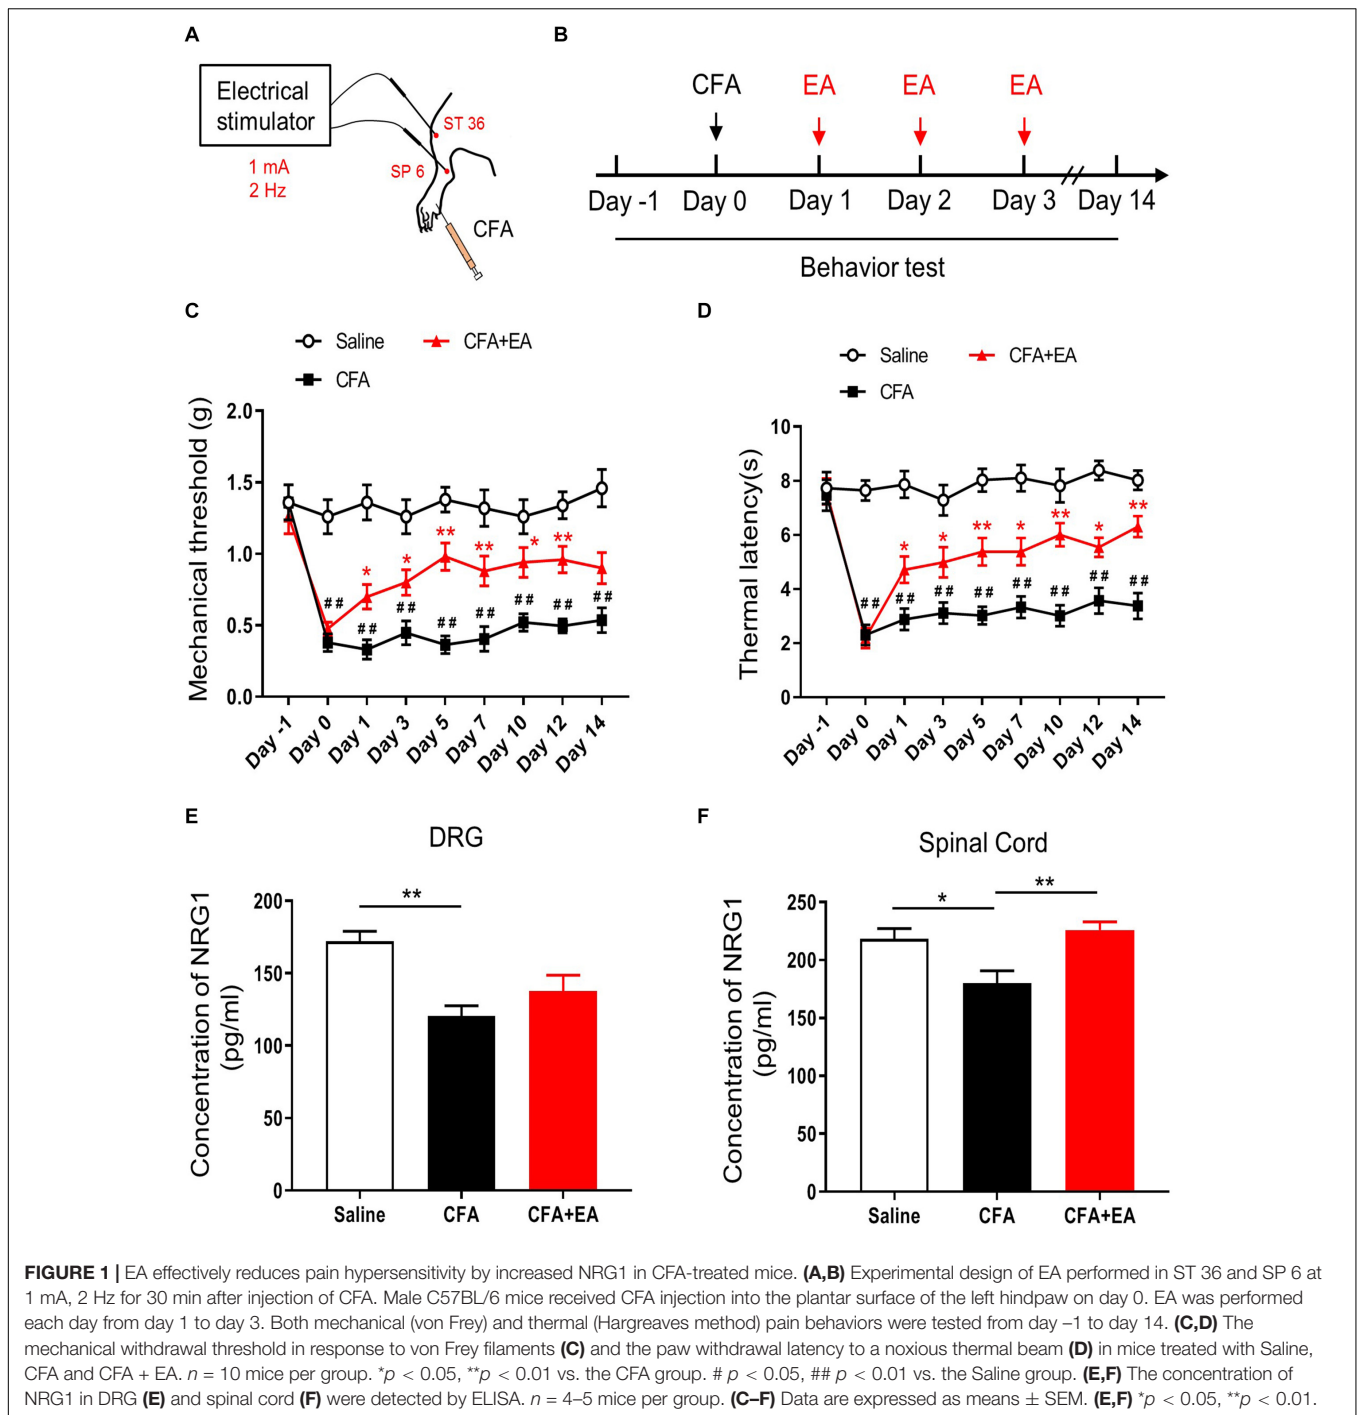 A
Electrical
stimulator
1 mA
2 Hz
ST 36
SP 6
CFA
B
CFA EA EA EA
Day -1 Day 0 Day 1 Day 2 Day 3 Day 14
Behavior test
C
Saline CFA+EA
CFA
Mechanical threshold (g)
2.0
1.5
1.0
0.5
0.0
* * ** ** * **
## ## ## ## ## ## ## ##
Day -1 Day 0 Day 1 Day 3 Day 5 Day 7 Day 10 Day 12 Day 14
D
Saline CFA+EA
CFA
Thermal latency(s)
10
8
6
4
2
0
* * ** * ** * **
## ## ## ## ## ## ## ##
Day -1 Day 0 Day 1 Day 3 Day 5 Day 7 Day 10 Day 12 Day 14
E
DRG
Concentration of NRG1
(pg/ml)
200
150
100
50
0
**
Saline CFA CFA+EA
F
Spinal Cord
Concentration of NRG1
(pg/ml)
250
200
150
100
50
0
* **
Saline CFA CFA+EA
FIGURE 1 | EA effectively reduces pain hypersensitivity by increased NRG1 in CFA-treated mice. (A,B) Experimental design of EA performed in ST 36 and SP 6 at
1 mA, 2 Hz for 30 min after injection of CFA. Male C57BL/6 mice received CFA injection into the plantar surface of the left hindpaw on day 0. EA was performed
each day from day 1 to day 3. Both mechanical (von Frey) and thermal (Hargreaves method) pain behaviors were tested from day –1 to day 14. (C,D) The
mechanical withdrawal threshold in response to von Frey filaments (C) and the paw withdrawal latency to a noxious thermal beam (D) in mice treated with Saline,
CFA and CFA + EA. n = 10 mice per group. *p < 0.05, **p < 0.01 vs. the CFA group. # p < 0.05, ## p < 0.01 vs. the Saline group. (E,F) The concentration of
NRG1 in DRG (E) and spinal cord (F) were detected by ELISA. n = 4–5 mice per group. (C–F) Data are expressed as means ± SEM. (E,F) *p < 0.05, **p < 0.01.